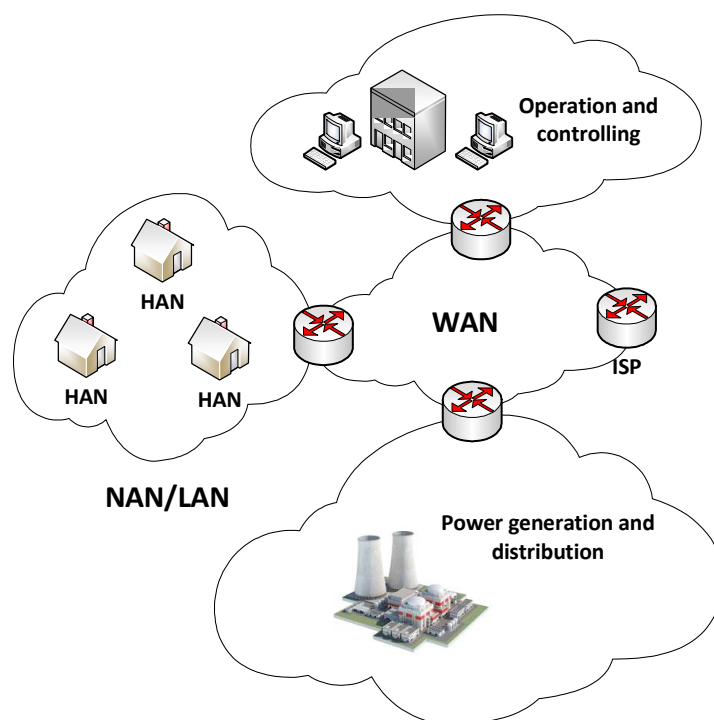 Operation and
controlling
HAN
WAN
HAN
HAN
ISP
NAN/LAN
Power generation and
distribution